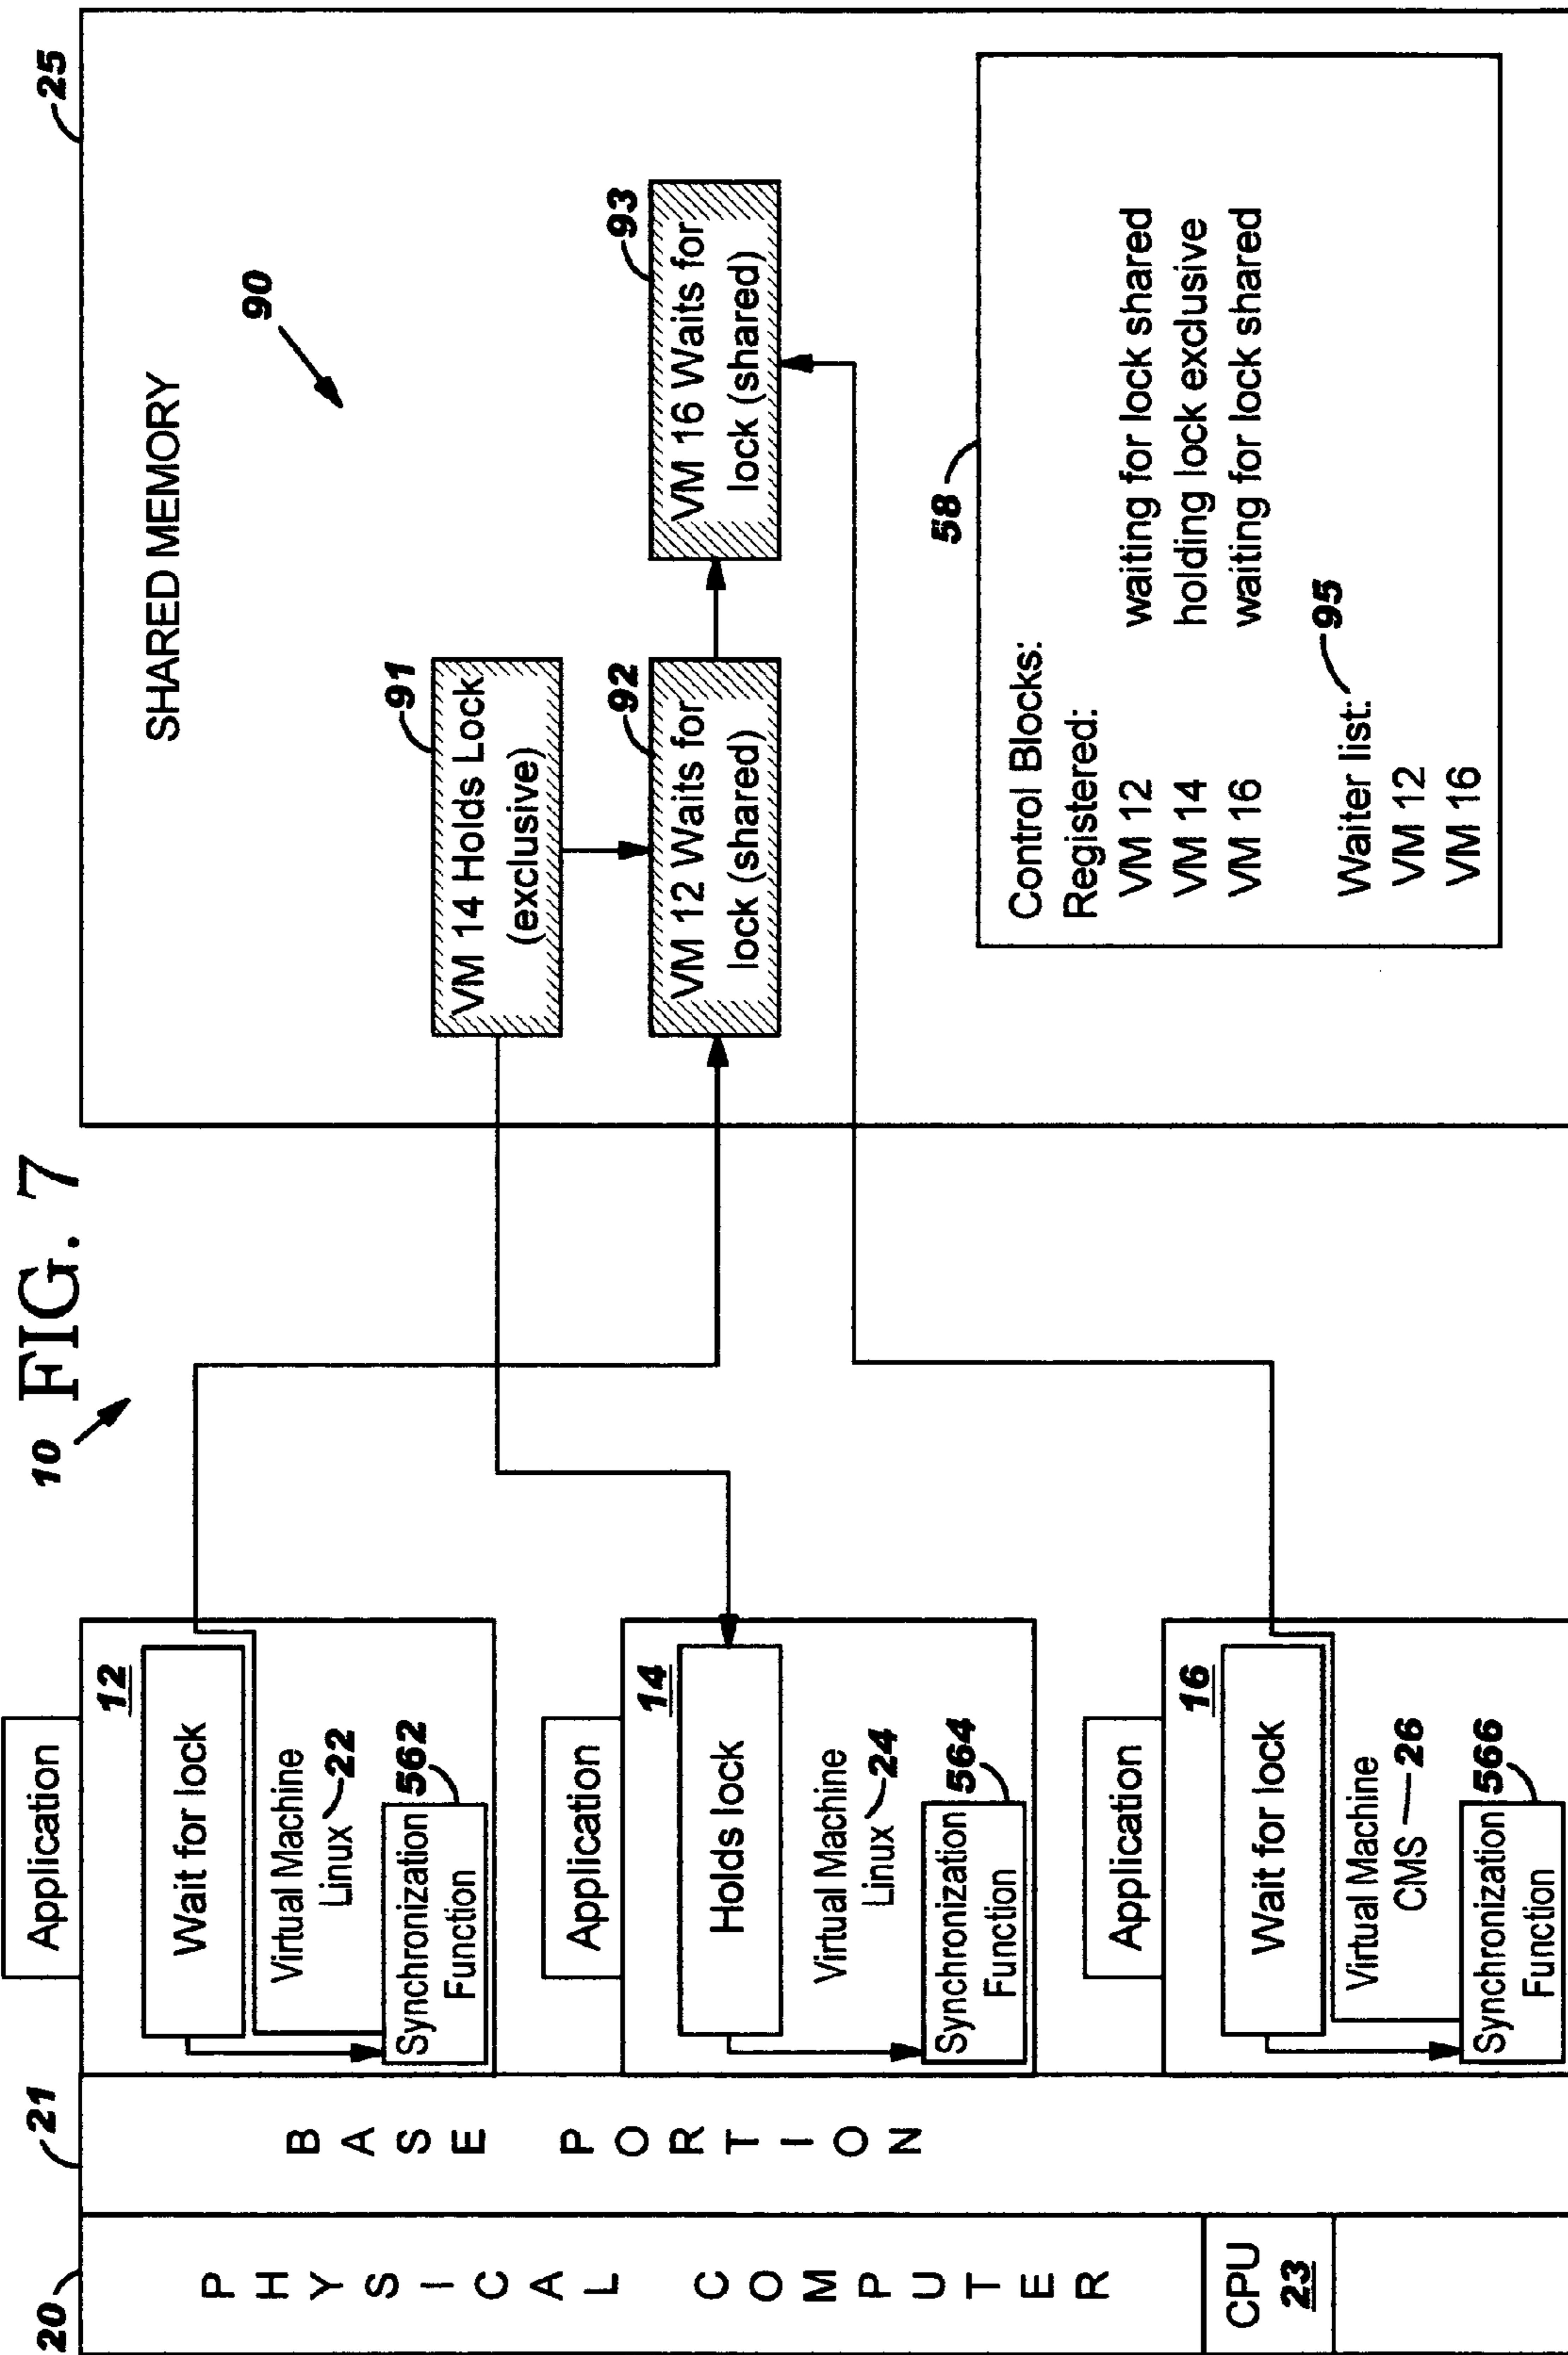 FIG. 7
10
20
21
PHYSICAL COMPUTER
CPU
23
BASE PORTION
Application
12
Wait for lock
Virtual Machine
Linux 22
Synchronization
Function
562
Application
14
Holds lock
Virtual Machine
Linux 24
Synchronization
Function
564
Application
16
Wait for lock
Virtual Machine
CMS 26
Synchronization
Function
566
25
SHARED MEMORY
90
91
VM 14 Holds Lock
(exclusive)
92
VM 12 Waits for
lock (shared)
93
VM 16 Waits for
lock (shared)
58
Control Blocks:
Registered:
VM 12 waiting for lock shared
VM 14 holding lock exclusive
VM 16 waiting for lock shared
Waiter list: 95
VM 12
VM 16